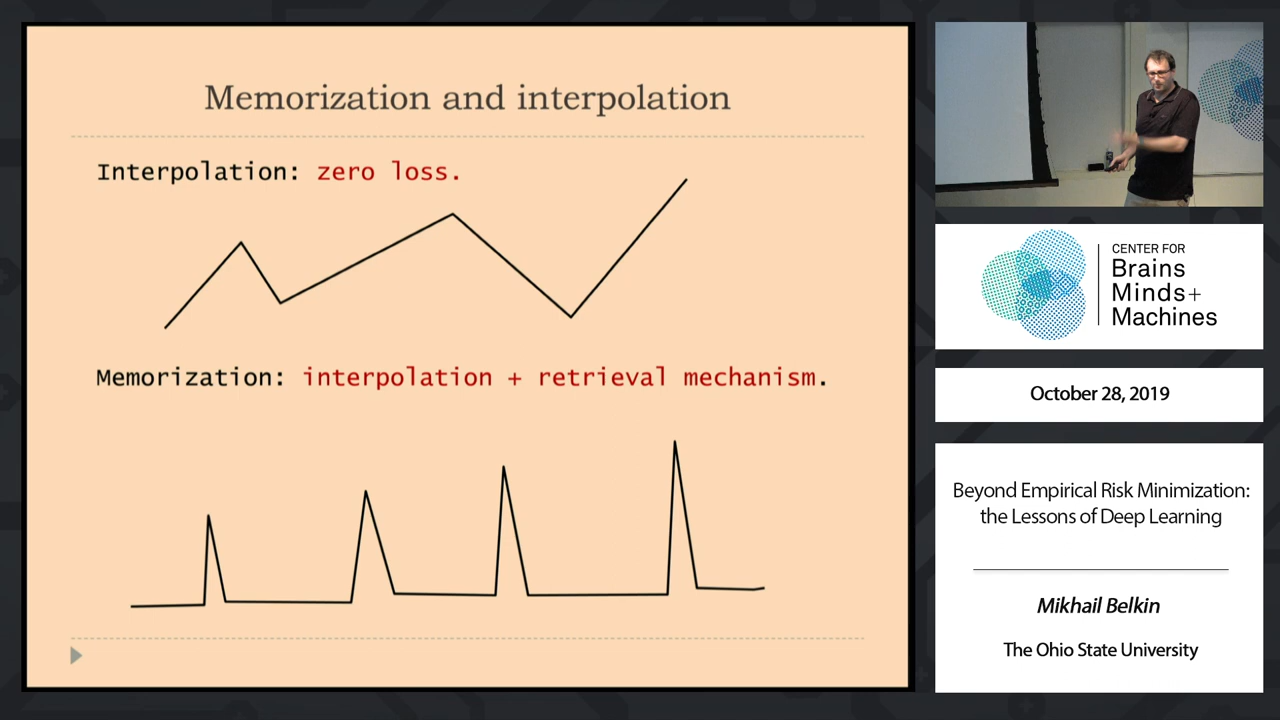 Memorization and interpolation
Interpolation: zero loss.
Memorization: interpolation + retrieval mechanism.
CENTER FOR
Brains
Minds+
Machines
October 28, 2019
Beyond Empirical Risk Minimization:
the Lessons of Deep Learning
Mikhail Belkin
The Ohio State University